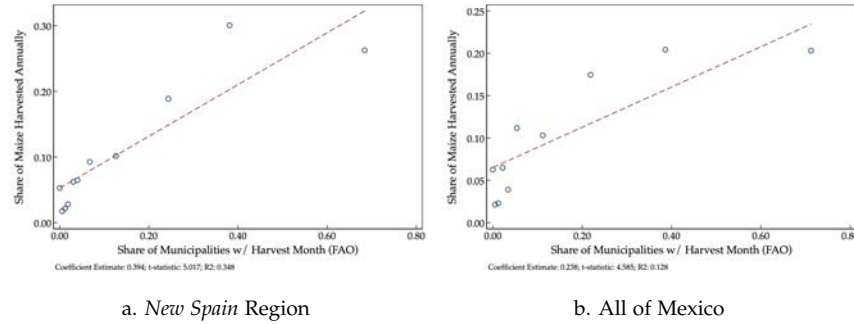 Share of Maize Harvested Annually
0.30
0.20
0.10
0.00
0.00 0.20 0.40 0.60 0.80
Share of Municipalities w/ Harvest Month (FAO)
Coefficient Estimate: 0.394; t-statistic: 5.017; R2: 0.348
a. New Spain Region
Share of Maize Harvested Annually
0.25
0.20
0.15
0.10
0.05
0.00
0.00 0.20 0.40 0.60 0.80
Share of Municipalities w/ Harvest Month (FAO)
Coefficient Estimate: 0.238; t-statistic: 4.585; R2: 0.128
b. All of Mexico